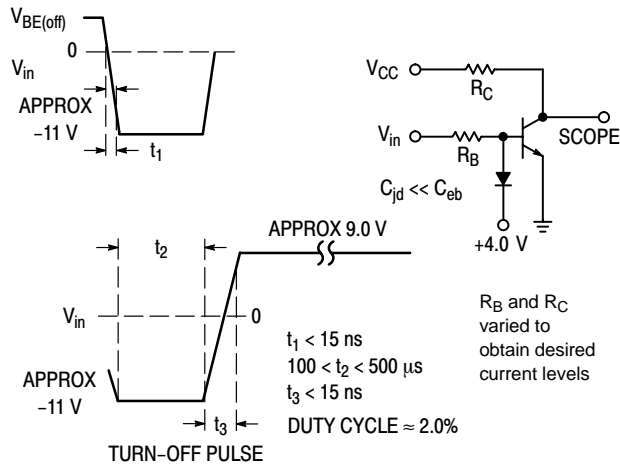 V_BE(off)
0
V_in
APPROX
−11 V
t_1
V_CC
R_C
V_in
R_B
SCOPE
C_jd << C_eb
+4.0 V
t_2
APPROX 9.0 V
V_in
0
APPROX
−11 V
t_3
TURN−OFF PULSE
t_1 < 15 ns
100 < t_2 < 500 μs
t_3 < 15 ns
DUTY CYCLE ≈ 2.0%
R_B and R_C
varied to
obtain desired
current levels